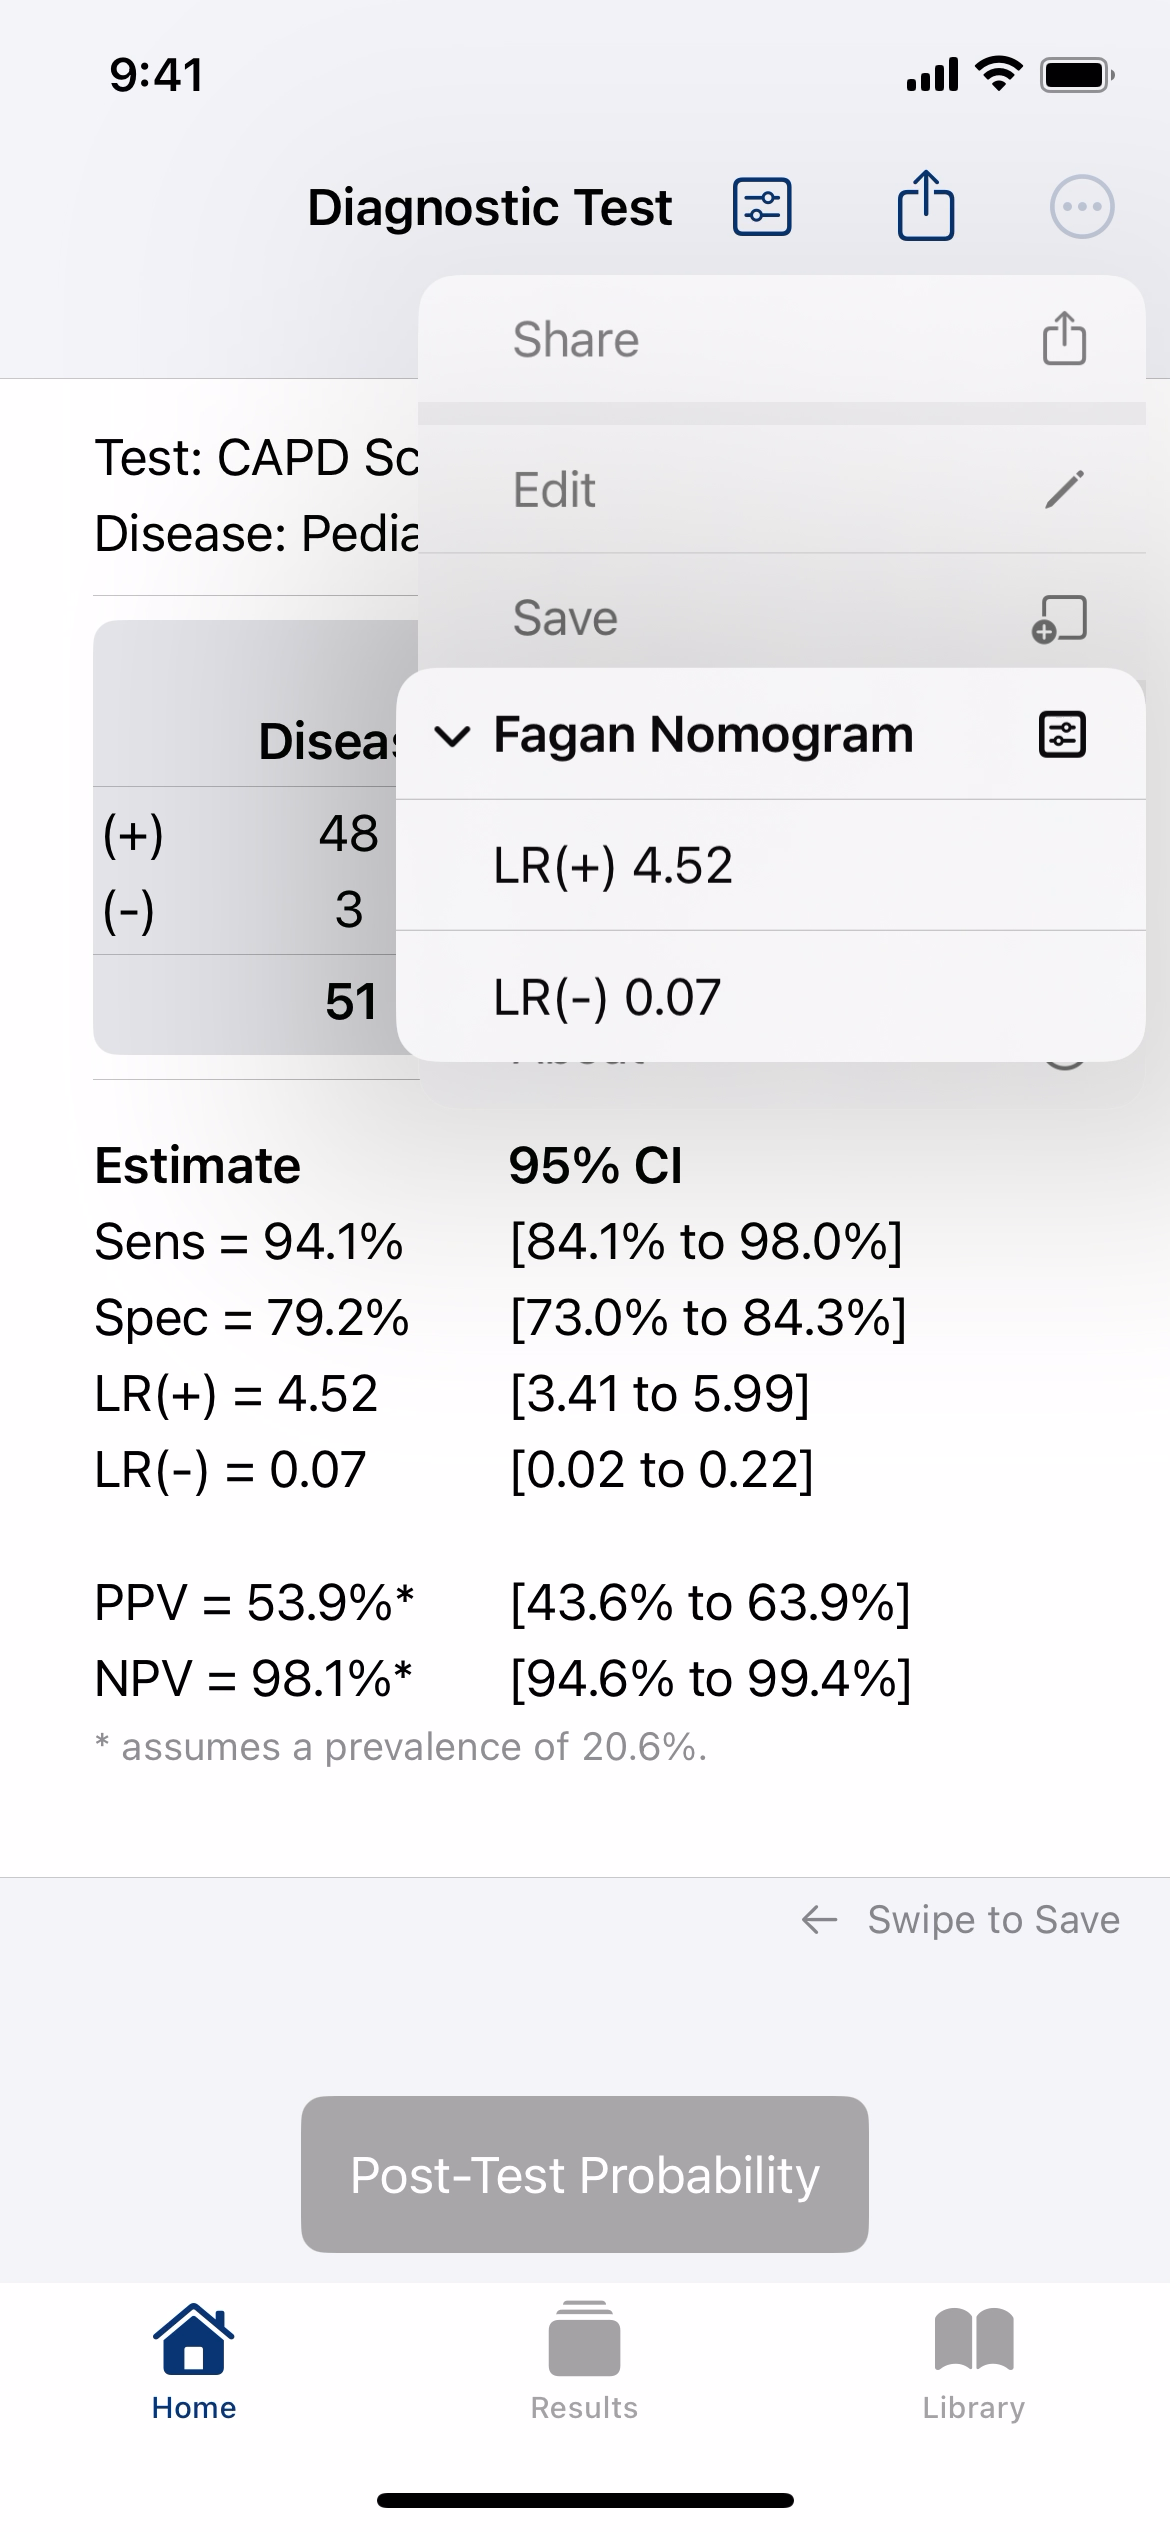 9:41
Diagnostic Test
Share
Edit
Save
Fagan Nomogram
LR(+) 4.52
LR(-) 0.07
Test: CAPD
Disease:
(+) 48
(-) 3
51
Estimate 95% CI
Sens = 94.1% [84.1% to 98.0%]
Spec = 79.2% [73.0% to 84.3%]
LR(+) = 4.52 [3.41 to 5.99]
LR(-) = 0.07 [0.02 to 0.22]
PPV = 53.9%* [43.6% to 63.9%]
NPV = 98.1%* [94.6% to 99.4%]
* assumes a prevalence of 20.6%.
← Swipe to Save
Post-Test Probability
Home
Results
Library